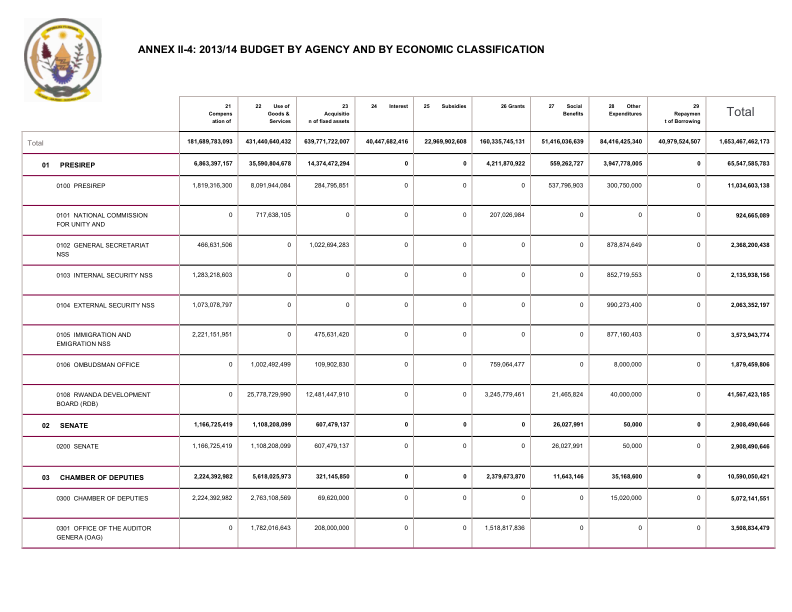 ANNEX II-4: 2013/14 BUDGET BY AGENCY AND BY ECONOMIC CLASSIFICATION
21 Compens ation of 22 Use of Goods & Services 23 Acquisitio n of fixed assets 24 Interest 25 Subsidies 26 Grants 27 Social Benefits 28 Other Expenditures 29 Repaymen t of Borrowing Total
Total 181,689,783,093 431,440,640,432 639,771,722,007 40,447,682,416 22,969,902,608 160,335,745,131 51,416,036,639 84,416,425,340 40,979,524,507 1,653,467,462,173
01 PRESIREP 6,863,397,157 35,590,804,678 14,374,472,294 0 0 4,211,870,922 559,262,727 3,947,778,005 0 65,547,585,783
0100 PRESIREP 1,819,316,300 8,091,944,084 284,795,851 0 0 0 537,796,903 300,750,000 0 11,034,603,138
0101 NATIONAL COMMISSION 0 717,638,105 0 0 0 207,026,984 0 0 0 924,665,089
FOR UNITY AND
0102 GENERAL SECRETARIAT 466,631,506 0 1,022,694,283 0 0 0 0 878,874,649 0 2,368,200,438
NSS
0103 INTERNAL SECURITY NSS 1,283,218,603 0 0 0 0 0 0 852,719,553 0 2,135,938,156
0104 EXTERNAL SECURITY NSS 1,073,078,797 0 0 0 0 0 0 990,273,400 0 2,063,352,197
0105 IMMIGRATION AND 2,221,151,951 0 475,631,420 0 0 0 0 877,160,403 0 3,573,943,774
EMIGRATION NSS
0106 OMBUDSMAN OFFICE 0 1,002,492,499 109,902,830 0 0 759,064,477 0 8,000,000 0 1,879,459,806
0108 RWANDA DEVELOPMENT 0 25,778,729,990 12,481,447,910 0 0 3,245,779,461 21,465,824 40,000,000 0 41,567,423,185
BOARD (RDB)
02 SENATE 1,166,725,419 1,108,208,099 607,479,137 0 0 0 26,027,991 50,000 0 2,908,490,646
0200 SENATE 1,166,725,419 1,108,208,099 607,479,137 0 0 0 26,027,991 50,000 0 2,908,490,646
03 CHAMBER OF DEPUTIES 2,224,392,982 5,618,025,973 321,145,850 0 0 2,379,673,870 11,643,146 35,168,600 0 10,590,050,421
0300 CHAMBER OF DEPUTIES 2,224,392,982 2,763,108,569 69,620,000 0 0 0 0 15,020,000 0 5,072,141,551
0301 OFFICE OF THE AUDITOR 0 1,782,016,643 208,000,000 0 0 1,518,817,836 0 0 0 3,508,834,479
GENERA (OAG)